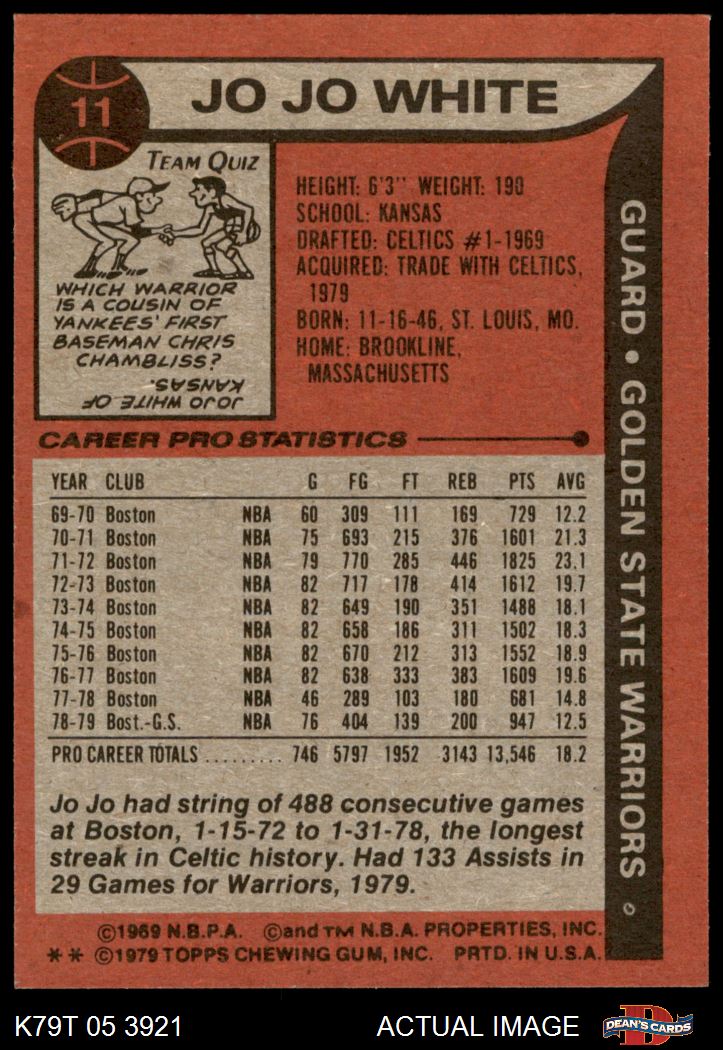 11
JO JO WHITE
TEAM QUIZ
WHICH WARRIOR
IS A COUSIN OF
YANKEES' FIRST
BASEMAN CHRIS
CHAMBLISS?
JOJO WHITE OF
KANSAS.
HEIGHT: 6'3" WEIGHT: 190
SCHOOL: KANSAS
DRAFTED: CELTICS #1-1969
ACQUIRED: TRADE WITH CELTICS,
1979
BORN: 11-16-46, ST. LOUIS, MO.
HOME: BROOKLINE,
MASSACHUSETTS
GUARD • GOLDEN STATE WARRIORS
CAREER PRO STATISTICS
YEAR CLUB G FG FT REB PTS AVG
69-70 Boston NBA 60 309 111 169 729 12.2
70-71 Boston NBA 75 693 215 376 1601 21.3
71-72 Boston NBA 79 770 285 446 1825 23.1
72-73 Boston NBA 82 717 178 414 1612 19.7
73-74 Boston NBA 82 649 190 351 1488 18.1
74-75 Boston NBA 82 658 186 311 1502 18.3
75-76 Boston NBA 82 670 212 313 1552 18.9
76-77 Boston NBA 82 638 333 383 1609 19.6
77-78 Boston NBA 46 289 103 180 681 14.8
78-79 Bost.-G.S. NBA 76 404 139 200 947 12.5
PRO CAREER TOTALS ......... 746 5797 1952 3143 13,546 18.2
Jo Jo had string of 488 consecutive games
at Boston, 1-15-72 to 1-31-78, the longest
streak in Celtic history. Had 133 Assists in
29 Games for Warriors, 1979.
©1969 N.B.P.A. ©and TM N.B.A. PROPERTIES, INC.
** ©1979 TOPPS CHEWING GUM, INC. PRTD. IN U.S.A.
K79T 05 3921
ACTUAL IMAGE
D
DEAN'S CARDS